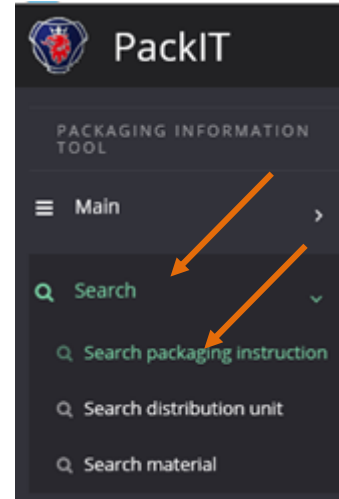 PackIT
PACKAGING INFORMATION
TOOL
Main
Search
Search packaging instruction
Search distribution unit
Search material